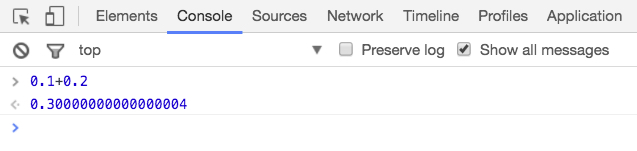 Elements Console Sources Network Timeline Profiles Application
top Preserve log Show all messages
0.1+0.2
0.30000000000000004